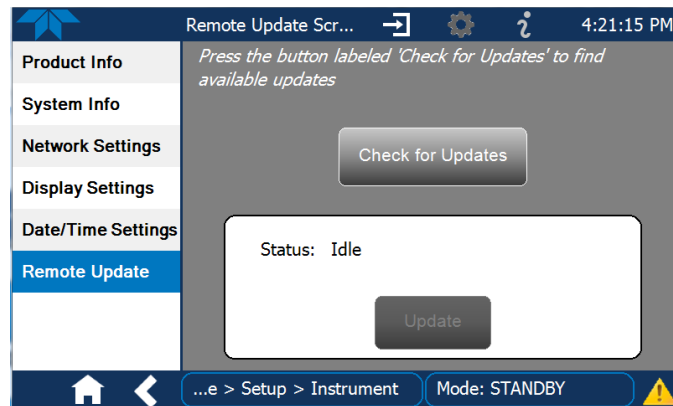 Remote Update Scr... 4:21:15 PM
Product Info
System Info
Network Settings
Display Settings
Date/Time Settings
Remote Update
Press the button labeled 'Check for Updates' to find
available updates
Check for Updates
Status: Idle
Update
...e > Setup > Instrument Mode: STANDBY